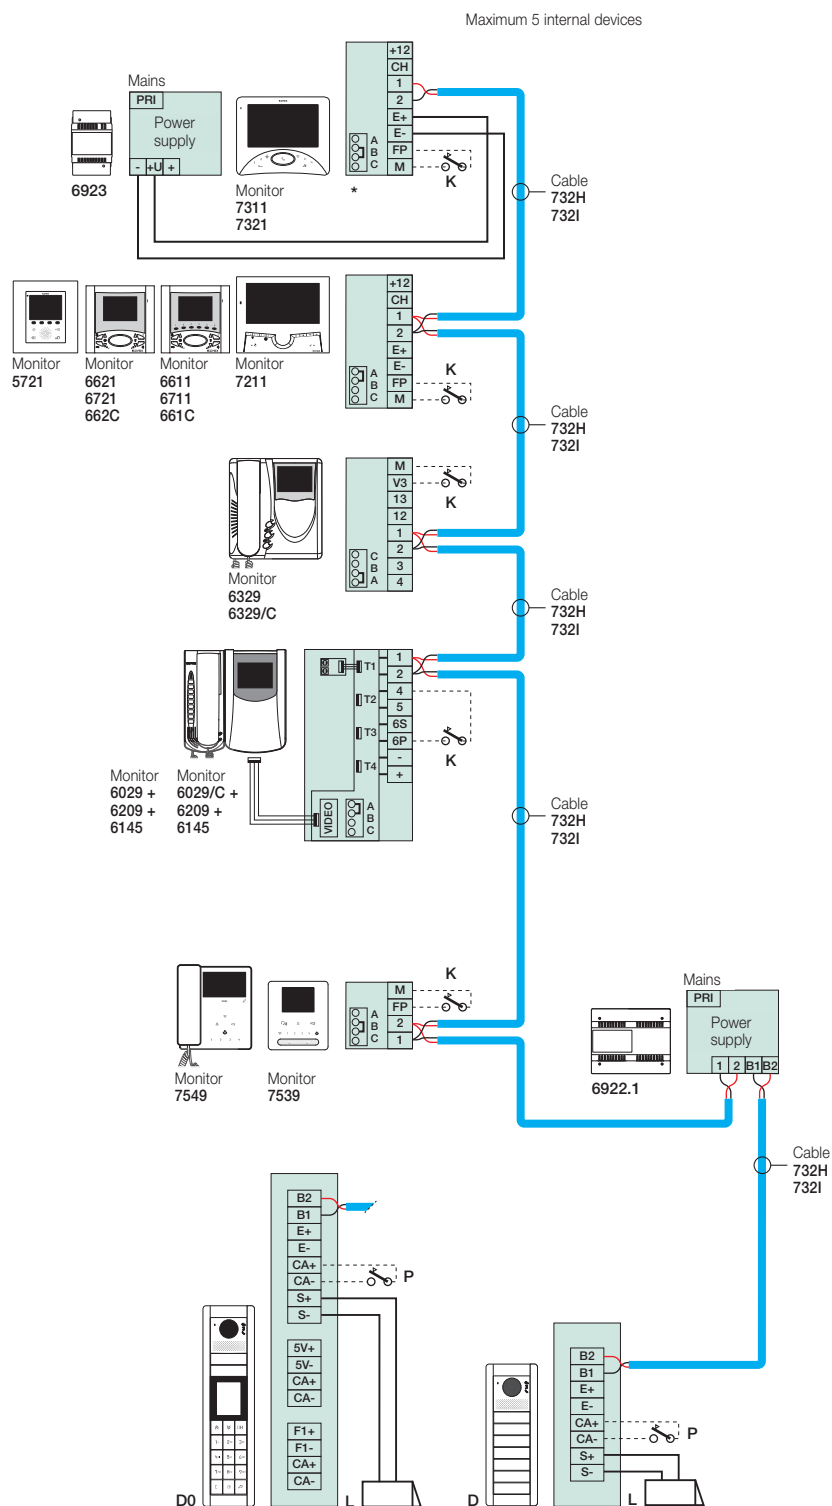 Maximum 5 internal devices
+12
CH
1
2
E+
E-
FP
M
A
B
C
*
K
Mains
PRI
Power
supply
- +U +
6923
Monitor
7311
7321
Cable
732H
732I
+12
CH
1
2
E+
E-
FP
M
A
B
C
K
Monitor
5721
Monitor
6621
6721
662C
Monitor
6611
6711
661C
Monitor
7211
Cable
732H
732I
M
V3
13
12
1
2
3
4
C
B
A
K
Monitor
6329
6329/C
Cable
732H
732I
T1
T2
T3
T4
1
2
4
5
6S
6P
-
+
VIDEO
A
B
C
K
Monitor
6029 +
6209 +
6145
Monitor
6029/C +
6209 +
6145
Cable
732H
732I
M
FP
2
1
A
B
C
K
Monitor
7549
Monitor
7539
Mains
PRI
Power
supply
1 2 B1 B2
6922.1
Cable
732H
732I
B2
B1
E+
E-
CA+
CA-
S+
S-
5V+
5V-
CA+
CA-
F1+
F1-
CA+
CA-
P
D0
L
B2
B1
E+
E-
CA+
CA-
S+
S-
P
D
L